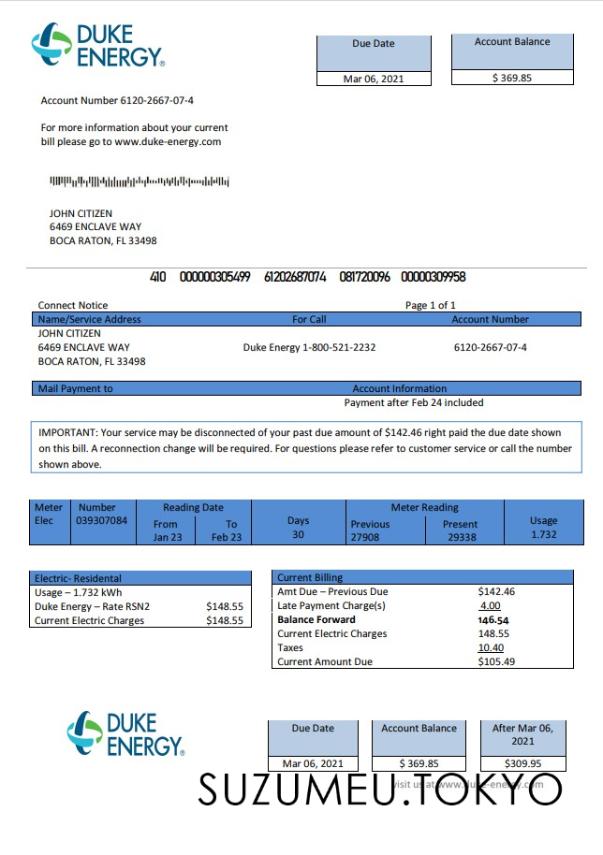 DUKE
ENERGY®
Due Date
Mar 06, 2021
Account Balance
$ 369.85
Account Number 6120-2667-07-4
For more information about your current
bill please go to www.duke-energy.com
JOHN CITIZEN
6469 ENCLAVE WAY
BOCA RATON, FL 33498
410 000000305499 61202687074 081720096 00000309958
Connect Notice Page 1 of 1
Name/Service Address For Call Account Number
JOHN CITIZEN
6469 ENCLAVE WAY Duke Energy 1-800-521-2232 6120-2667-07-4
BOCA RATON, FL 33498
Mail Payment to Account Information
Payment after Feb 24 included
IMPORTANT: Your service may be disconnected of your past due amount of $142.46 right paid the due date shown
on this bill. A reconnection change will be required. For questions please refer to customer service or call the number
shown above.
Meter Number Reading Date Days Meter Reading Usage
Elec 039307084 From To 30 Previous Present 1.732
Jan 23 Feb 23 27908 29338
Electric- Residental
Usage – 1.732 kWh
Duke Energy – Rate RSN2 $148.55
Current Electric Charges $148.55
Current Billing
Amt Due – Previous Due $142.46
Late Payment Charge(s) 4.00
Balance Forward 146.54
Current Electric Charges 148.55
Taxes 10.40
Current Amount Due $105.49
DUKE
ENERGY®
Due Date Account Balance After Mar 06,
2021
Mar 06, 2021 $ 369.85 $309.95
visit us at www.duke-energy.com
SUZUMEU.TOKYO